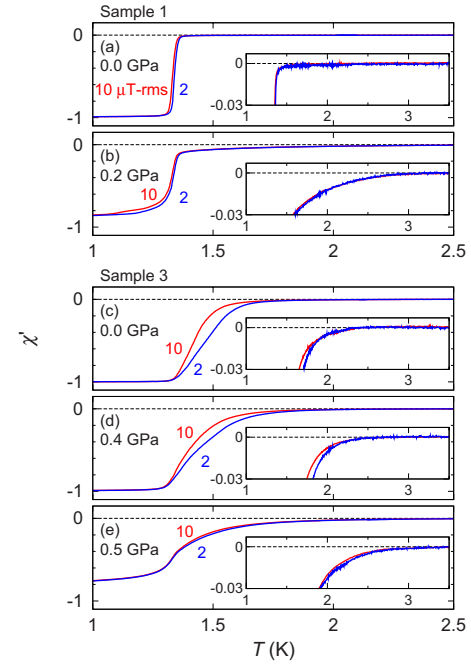 Sample 1
0
(a)
0.0 GPa
10 μT-rms
2
-1
0
-0.03
1 2 3
0
(b)
0.2 GPa
10
2
-1
0
-0.03
1 2 3
1 1.5 2 2.5
Sample 3
0
(c)
0.0 GPa
10
2
-1
0
-0.03
1 2 3
0
(d)
0.4 GPa
10
2
-1
0
-0.03
1 2 3
0
(e)
0.5 GPa
10
2
-1
0
-0.03
1 2 3
1 1.5 2 2.5
χ'
T (K)